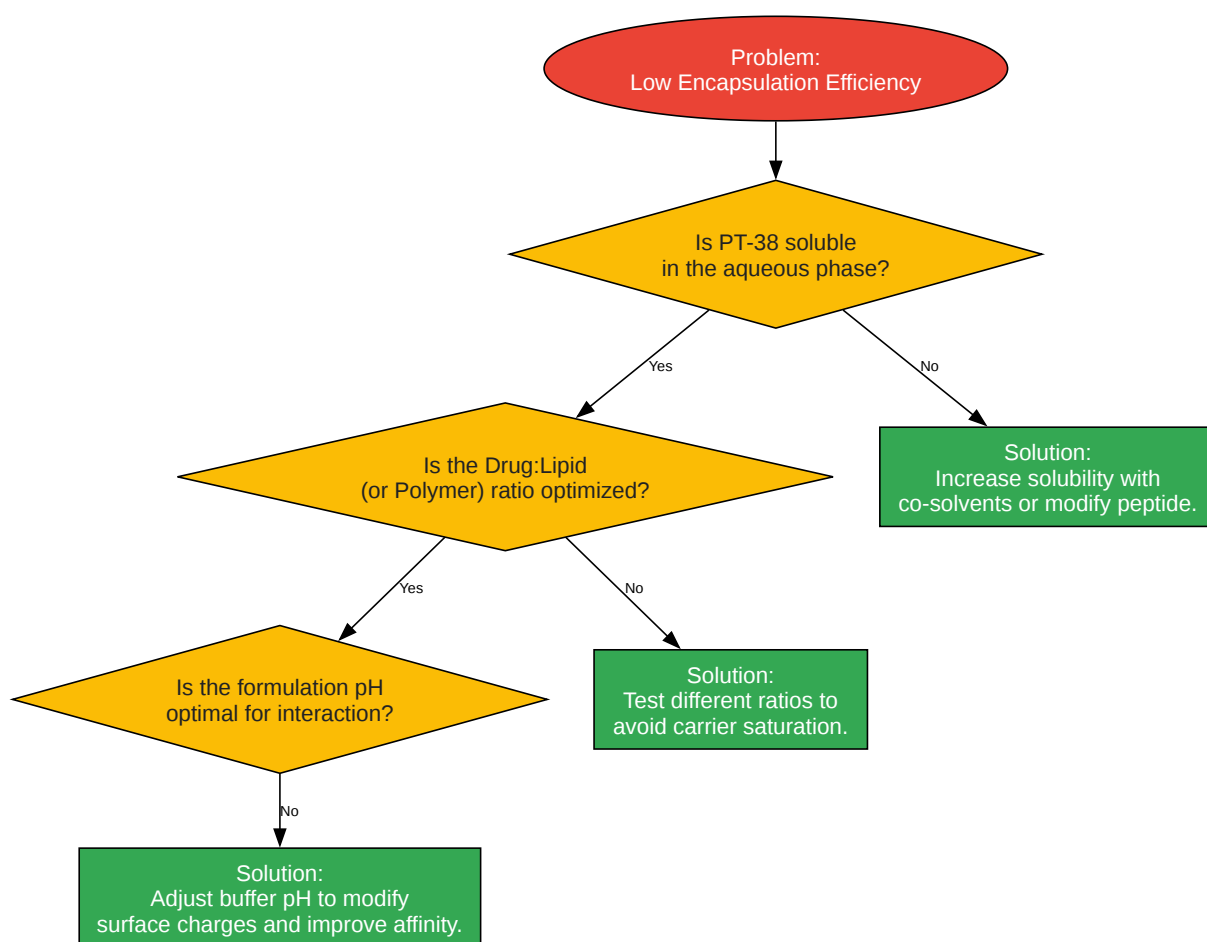 Problem:
Low Encapsulation Efficiency
Is PT-38 soluble
in the aqueous phase?
Yes
No
Is the Drug:Lipid
(or Polymer) ratio optimized?
Solution:
Increase solubility with
co-solvents or modify peptide.
Yes
No
Is the formulation pH
optimal for interaction?
Solution:
Test different ratios to
avoid carrier saturation.
No
Solution:
Adjust buffer pH to modify
surface charges and improve affinity.